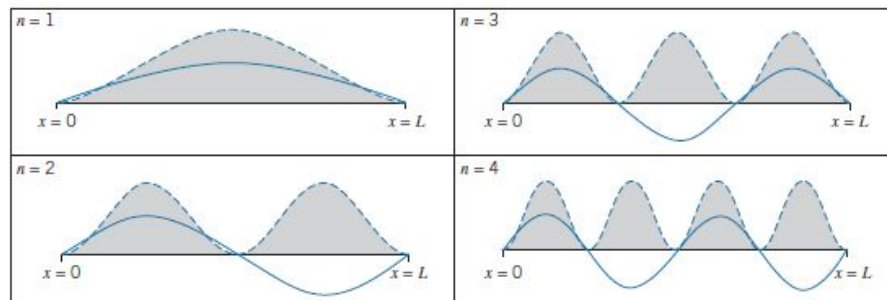 n = 1
x = 0
x = L
n = 3
x = 0
x = L
n = 2
x = 0
x = L
n = 4
x = 0
x = L